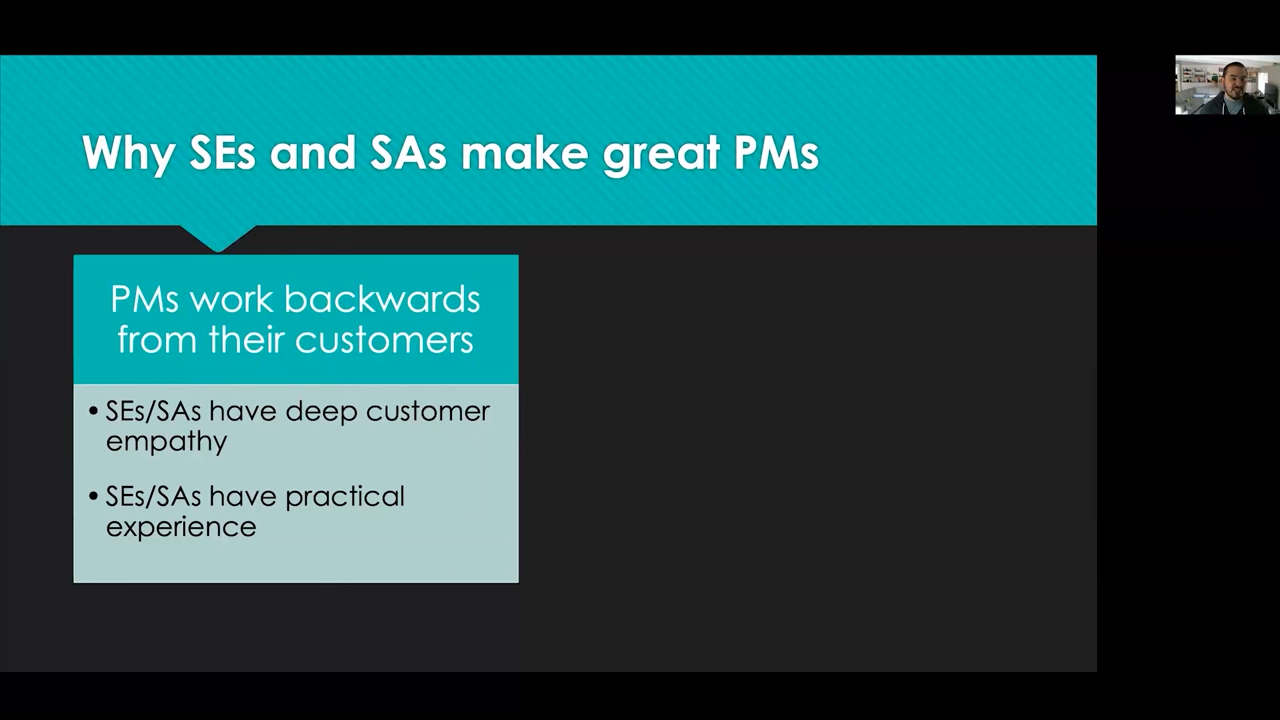 Why SEs and SAs make great PMs
PMs work backwards
from their customers
• SEs/SAs have deep customer
empathy
• SEs/SAs have practical
experience